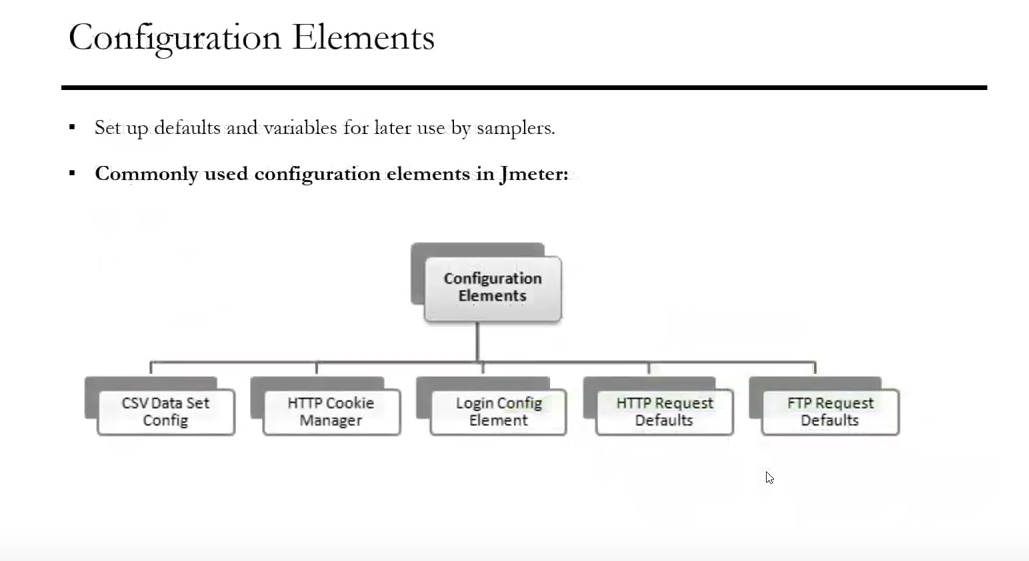 Configuration Elements
Set up defaults and variables for later use by samplers.
Commonly used configuration elements in Jmeter:
Configuration
Elements
CSV Data Set
Config
HTTP Cookie
Manager
Login Config
Element
HTTP Request
Defaults
FTP Request
Defaults